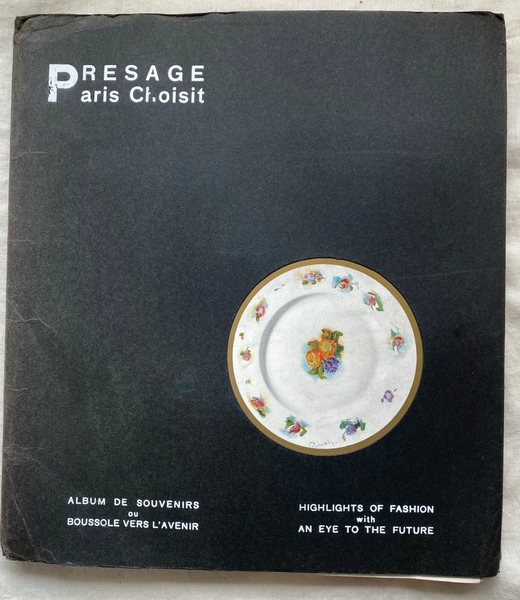 PRESAGE
Paris Choisit
ALBUM DE SOUVENIRS
ou
BOUSSOLE VERS L'AVENIR
HIGHLIGHTS OF FASHION
with
AN EYE TO THE FUTURE